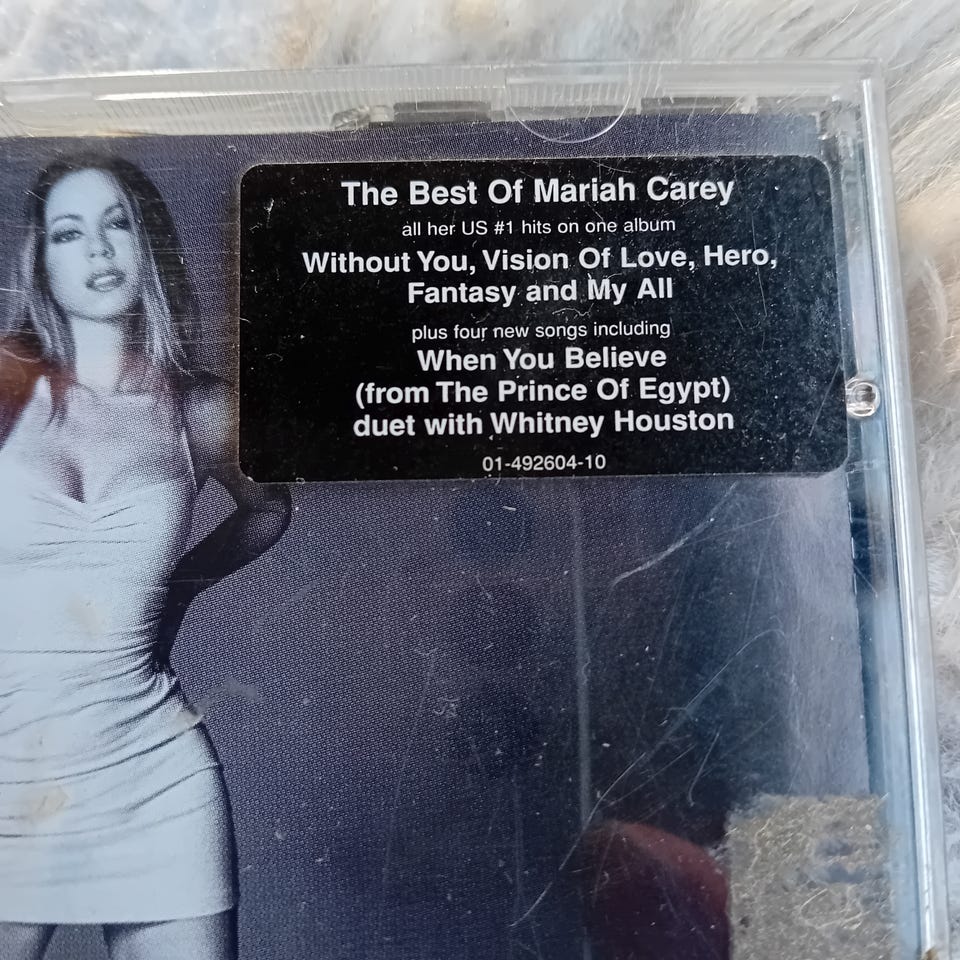 The Best Of Mariah Carey
all her US #1 hits on one album
Without You, Vision Of Love, Hero,
Fantasy and My All
plus four new songs including
When You Believe
(from The Prince Of Egypt)
duet with Whitney Houston
01-492604-10